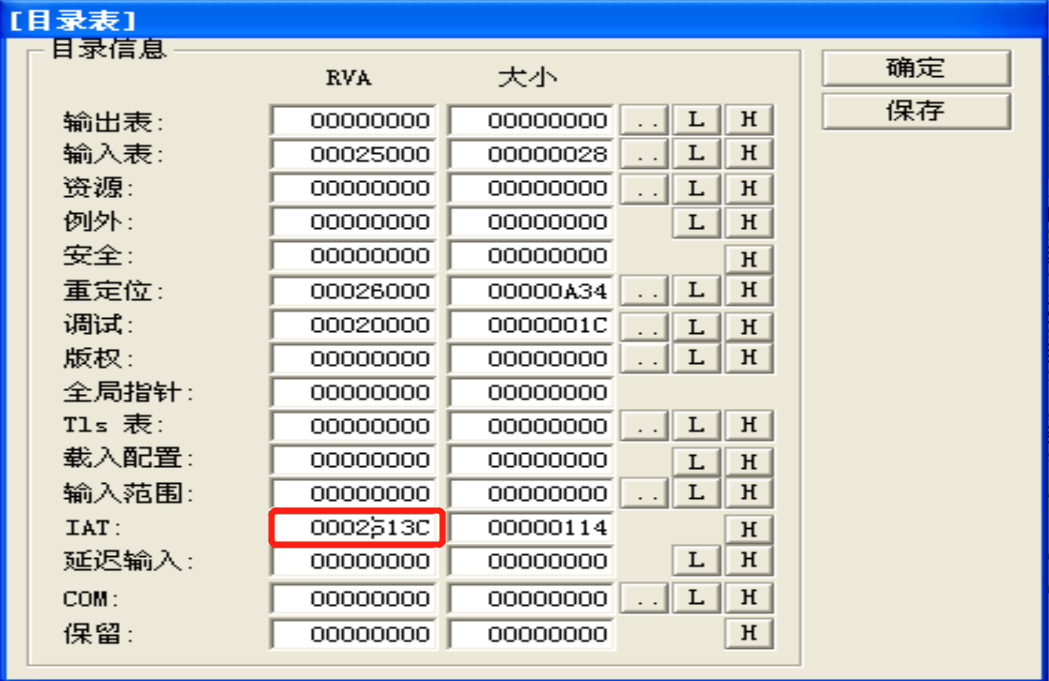 [目录表]
目录信息
RVA 大小
确定
保存
输出表: 00000000 00000000 .. L H
输入表: 00025000 00000028 .. L H
资源: 00000000 00000000 .. L H
例外: 00000000 00000000 L H
安全: 00000000 00000000 H
重定位: 00026000 00000A34 .. L H
调试: 00020000 0000001C .. L H
版权: 00000000 00000000 .. L H
全局指针: 00000000 00000000
Tls 表: 00000000 00000000 .. L H
载入配置: 00000000 00000000 L H
输入范围: 00000000 00000000 .. L H
IAT: 0002513C 00000114 H
延迟输入: 00000000 00000000 L H
COM: 00000000 00000000 .. L H
保留: 00000000 00000000 H